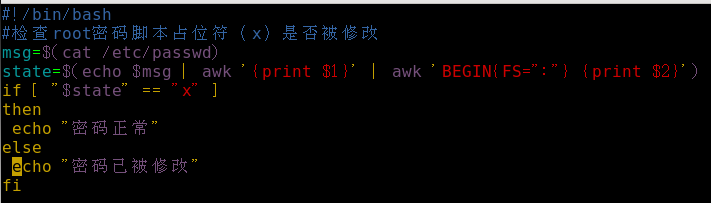 #!/bin/bash
#检查root密码脚本占位符（x）是否被修改
msg=$(cat /etc/passwd)
state=$(echo $msg | awk '{print $1}' | awk 'BEGIN{FS=":"} {print $2}')
if [ "$state" == "x" ]
then
 echo "密码正常"
else
 echo "密码已被修改"
fi